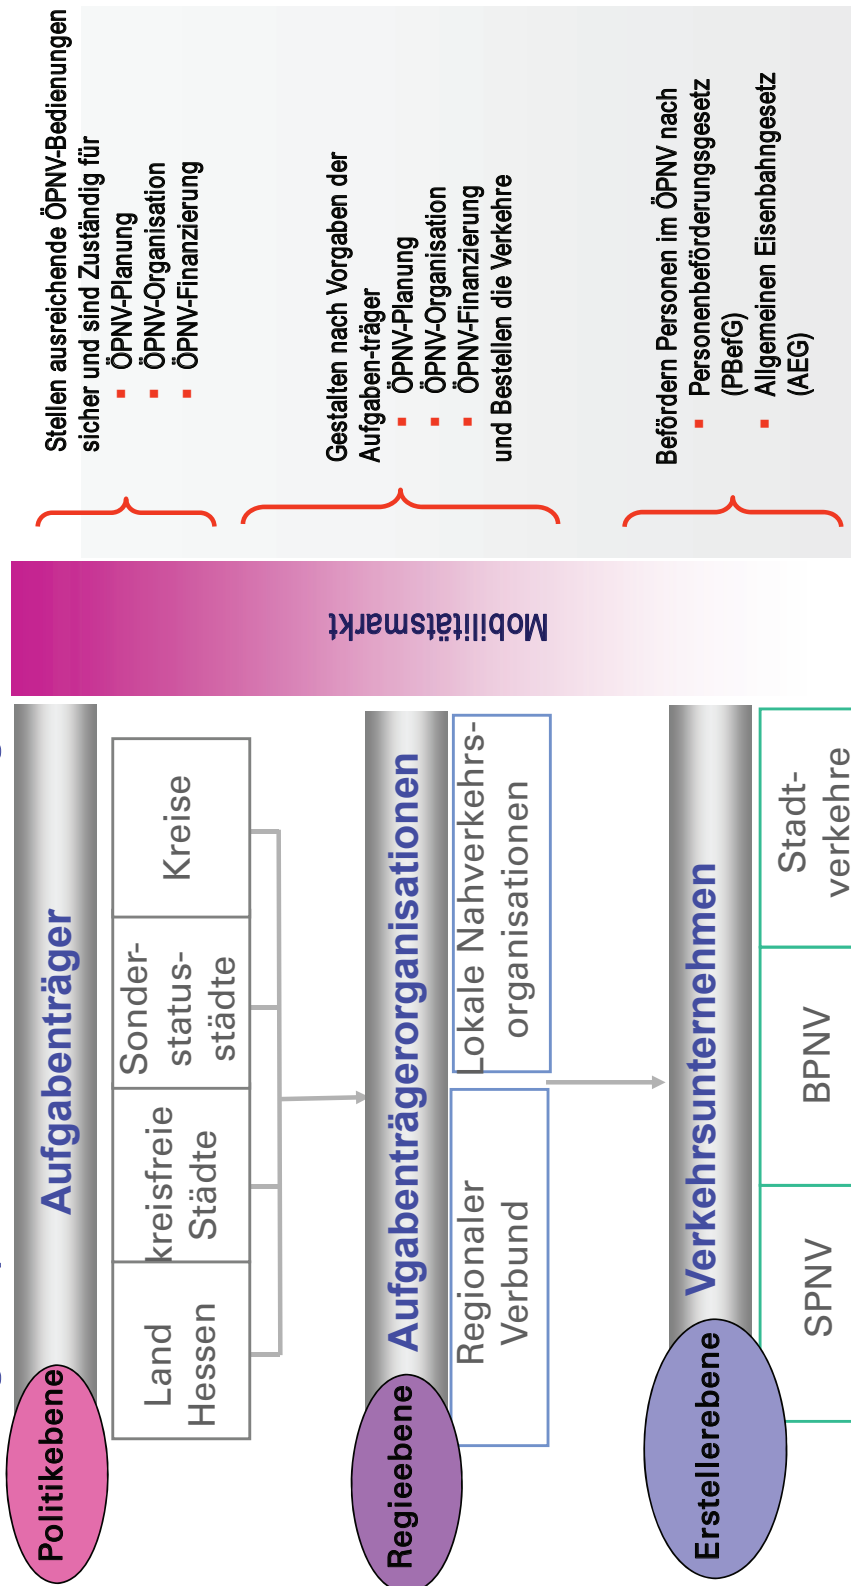 Politikebene
Aufgabenträger
Land
Hessen
kreisfreie
Städte
Sonder-
status-
städte
Kreise
Regieebene
Aufgabenträgerorganisationen
Regionaler
Verbund
Lokale Nahverkehrs-
organisationen
Erstellerebene
Verkehrsunternehmen
SPNV
BPNV
Stadt-
verkehre
Mobilitätsmarkt
Stellen ausreichende ÖPNV-Bedienungen
sicher und sind Zuständig für
▪ ÖPNV-Planung
▪ ÖPNV-Organisation
▪ ÖPNV-Finanzierung
Gestalten nach Vorgaben der
Aufgaben-träger
▪ ÖPNV-Planung
▪ ÖPNV-Organisation
▪ ÖPNV-Finanzierung
und Bestellen die Verkehre
Befördern Personen im ÖPNV nach
▪ Personenbeförderungsgesetz
(PBefG)
▪ Allgemeinen Eisenbahngesetz
(AEG)